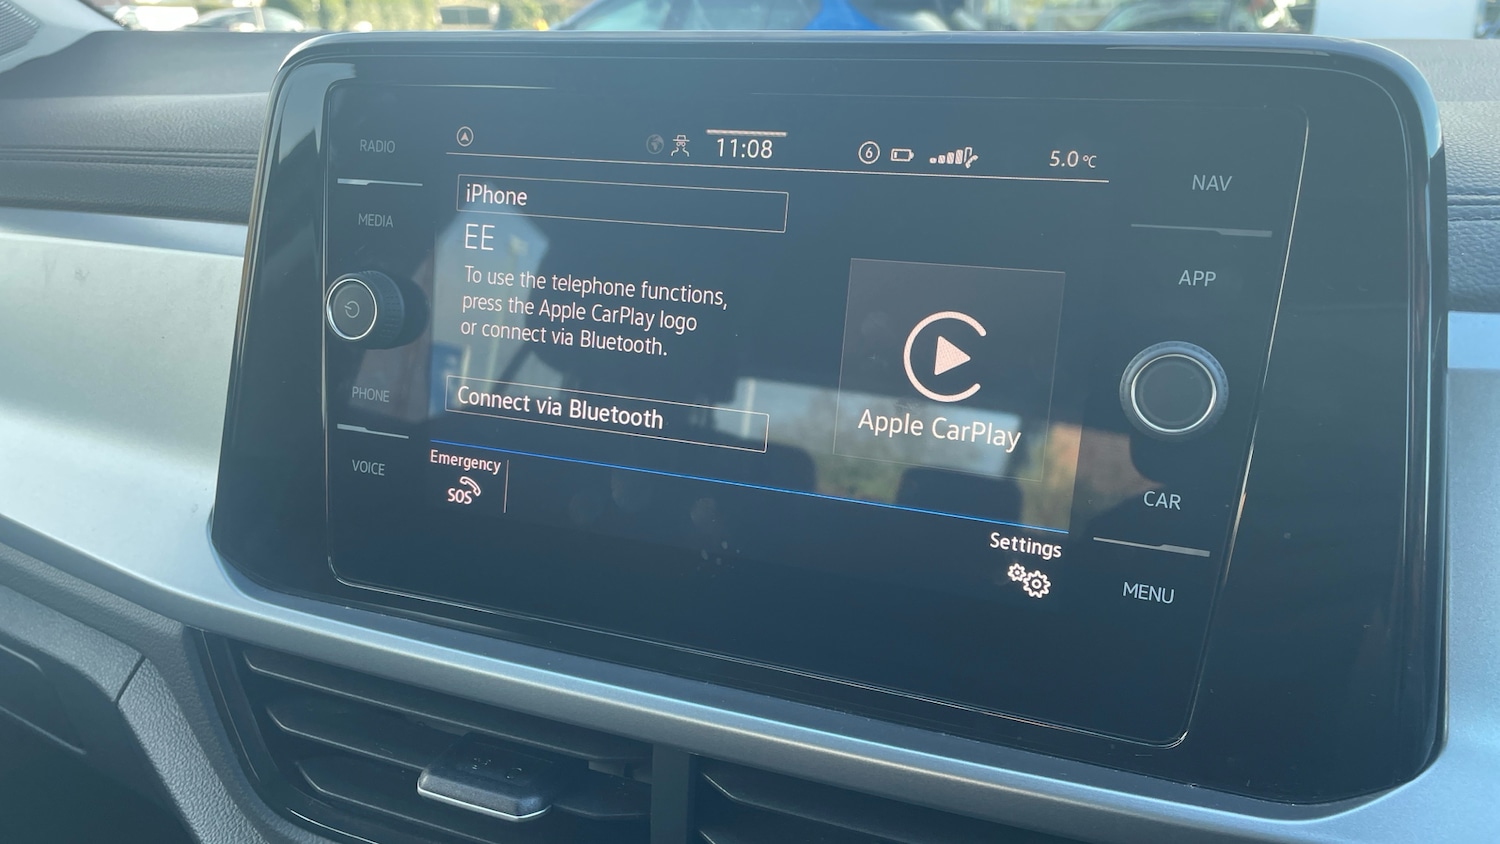 RADIO
MEDIA
PHONE
VOICE
11:08
6
5.0°C
iPhone
EE
To use the telephone functions,
press the Apple CarPlay logo
or connect via Bluetooth.
Connect via Bluetooth
Apple CarPlay
Emergency
SOS
Settings
NAV
APP
CAR
MENU